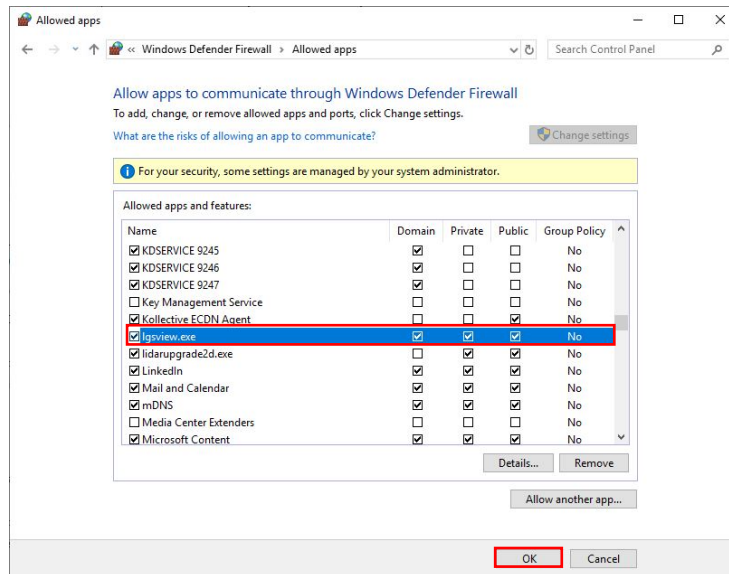 Allowed apps
« Windows Defender Firewall > Allowed apps
Search Control Panel
Allow apps to communicate through Windows Defender Firewall
To add, change, or remove allowed apps and ports, click Change settings.
What are the risks of allowing an app to communicate?
Change settings
For your security, some settings are managed by your system administrator.
Allowed apps and features:
Name Domain Private Public Group Policy
KDSERVICE 9245 No
KDSERVICE 9246 No
KDSERVICE 9247 No
Key Management Service No
Kollective ECDN Agent No
lgsview.exe No
lidarupgrade2d.exe No
LinkedIn No
Mail and Calendar No
mDNS No
Media Center Extenders No
Microsoft Content No
Details... Remove
Allow another app...
OK Cancel